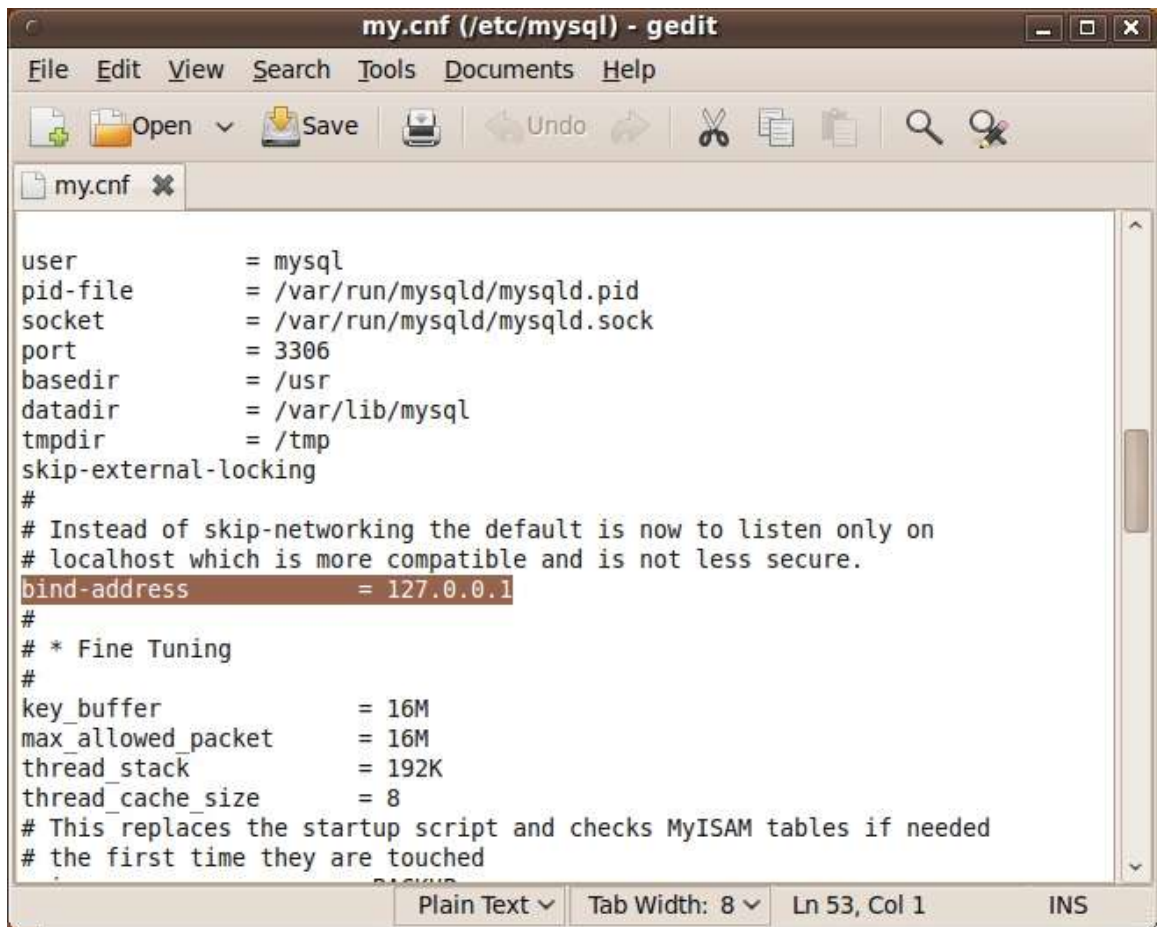 my.cnf (/etc/mysql) - gedit
File Edit View Search Tools Documents Help
Open Save Undo
my.cnf
user = mysql
pid-file = /var/run/mysqld/mysqld.pid
socket = /var/run/mysqld/mysqld.sock
port = 3306
basedir = /usr
datadir = /var/lib/mysql
tmpdir = /tmp
skip-external-locking
#
# Instead of skip-networking the default is now to listen only on
# localhost which is more compatible and is not less secure.
bind-address = 127.0.0.1
#
# * Fine Tuning
#
key_buffer = 16M
max_allowed_packet = 16M
thread_stack = 192K
thread_cache_size = 8
# This replaces the startup script and checks MyISAM tables if needed
# the first time they are touched
Plain Text Tab Width: 8 Ln 53, Col 1 INS